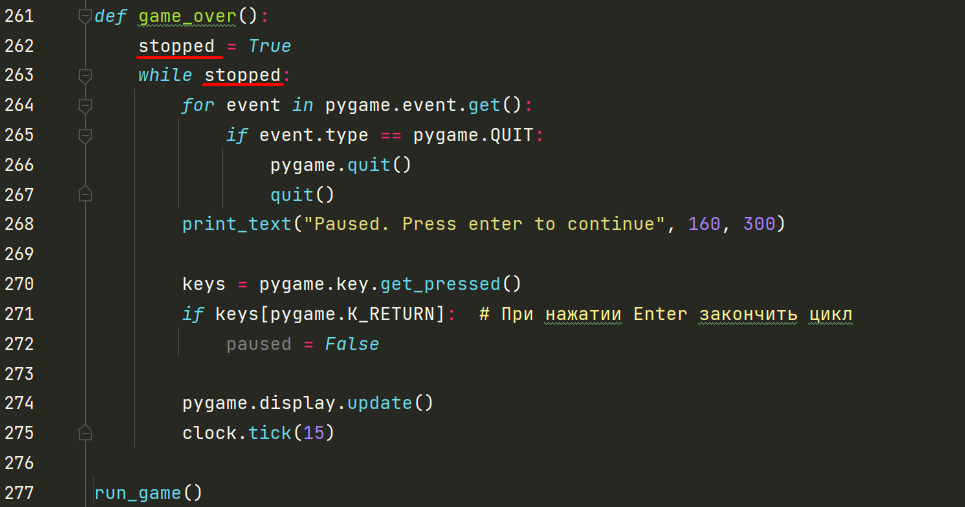 261 def game_over():
262 stopped = True
263 while stopped:
264 for event in pygame.event.get():
265 if event.type == pygame.QUIT:
266 pygame.quit()
267 quit()
268 print_text("Paused. Press enter to continue", 160, 300)
269
270 keys = pygame.key.get_pressed()
271 if keys[pygame.K_RETURN]: # При нажатии Enter закончить цикл
272 paused = False
273
274 pygame.display.update()
275 clock.tick(15)
276
277 run_game()